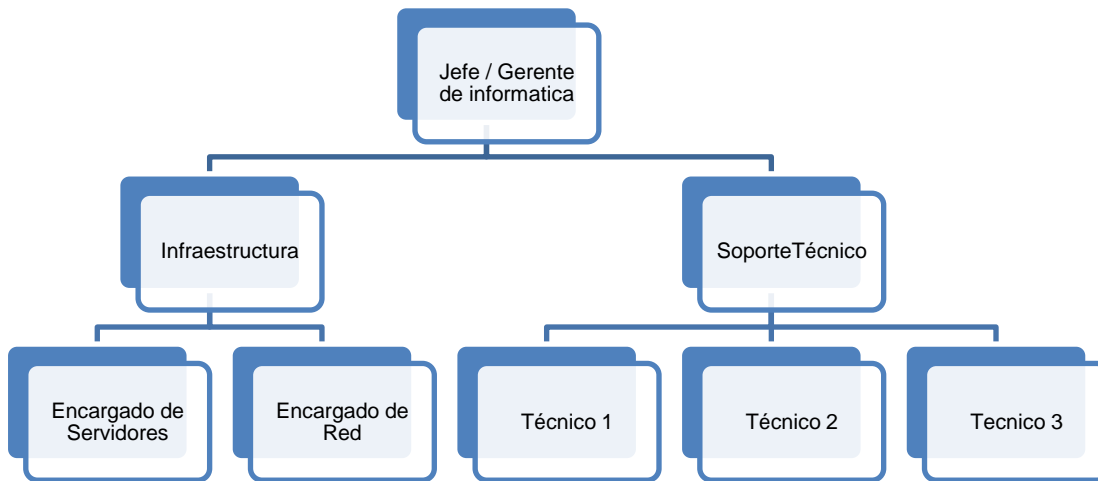 Jefe / Gerente
de informatica
Infraestructura
SoporteTécnico
Encargado de
Servidores
Encargado de
Red
Técnico 1
Técnico 2
Tecnico 3